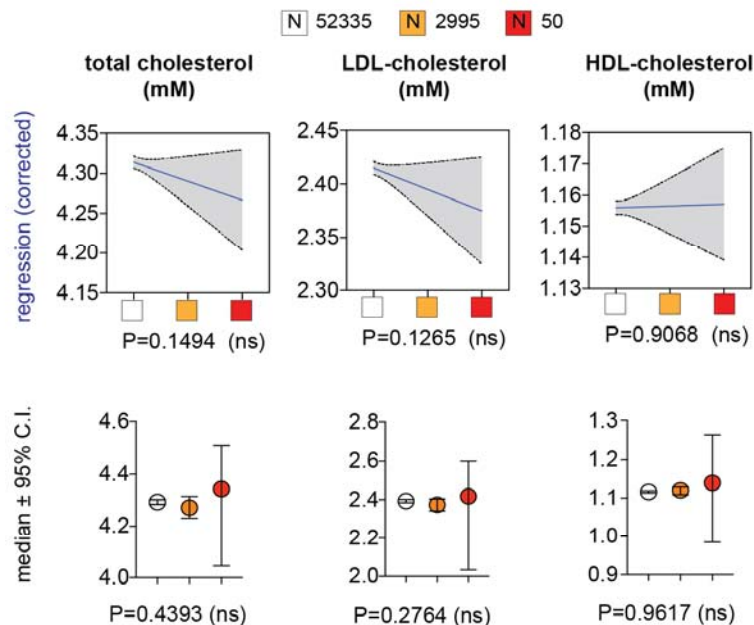 N 52335 N 2995 N 50
total cholesterol (mM)
LDL-cholesterol (mM)
HDL-cholesterol (mM)
regression (corrected)
4.35
4.30
4.25
4.20
4.15
P=0.1494 (ns)
2.45
2.40
2.35
2.30
P=0.1265 (ns)
1.18
1.17
1.16
1.15
1.14
1.13
P=0.9068 (ns)
median ± 95% C.I.
4.6
4.4
4.2
4.0
P=0.4393 (ns)
2.8
2.6
2.4
2.2
2.0
P=0.2764 (ns)
1.3
1.2
1.1
1.0
0.9
P=0.9617 (ns)